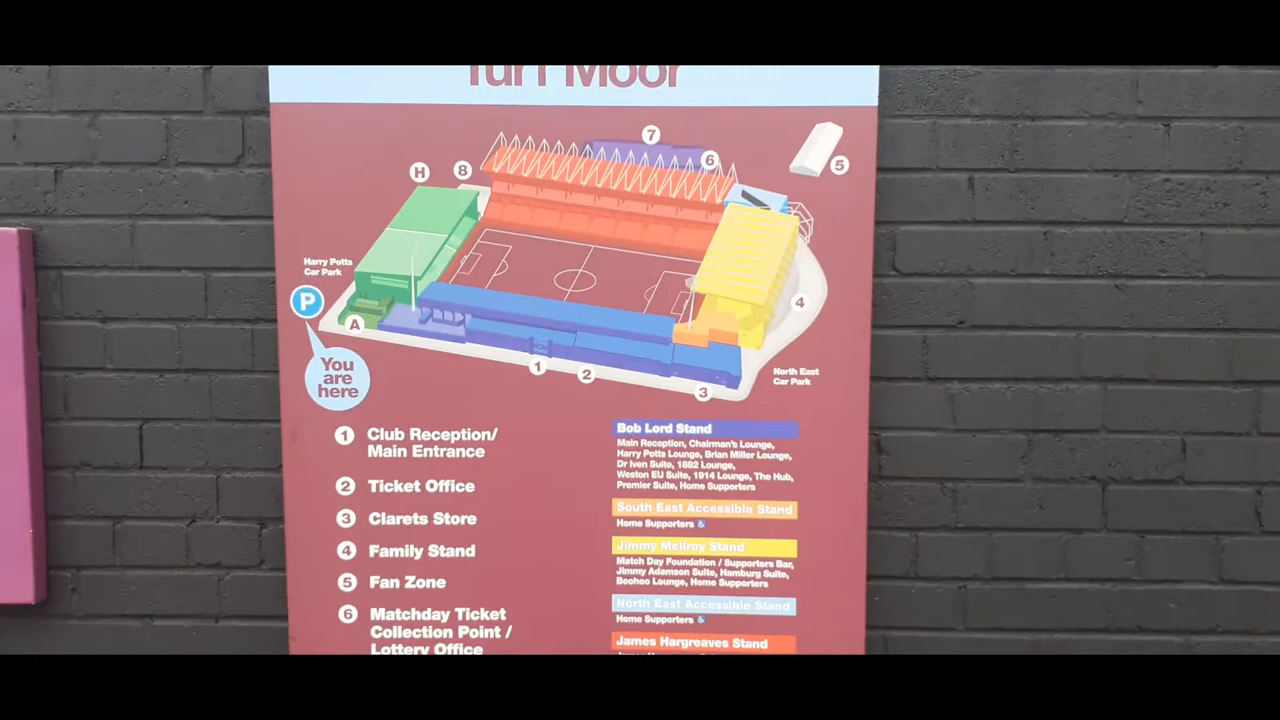 Turf Moor
7
6
5
H
8
Harry Potts
Car Park
P
4
A
You
are
here
1
2
3
North East
Car Park
1 Club Reception/
Main Entrance
2 Ticket Office
3 Clarets Store
4 Family Stand
5 Fan Zone
6 Matchday Ticket
Collection Point /
Lottery Office
Bob Lord Stand
Main Reception, Chairman's Lounge,
Harry Potts Lounge, Brian Miller Lounge,
Dr Iven Suite, 1882 Lounge,
Weston EU Suite, 1914 Lounge, The Hub,
Premier Suite, Home Supporters
South East Accessible Stand
Home Supporters
Jimmy McIlroy Stand
Match Day Foundation / Supporters Bar,
Jimmy Adamson Suite, Hamburg Suite,
Boohoo Lounge, Home Supporters
North East Accessible Stand
Home Supporters
James Hargreaves Stand